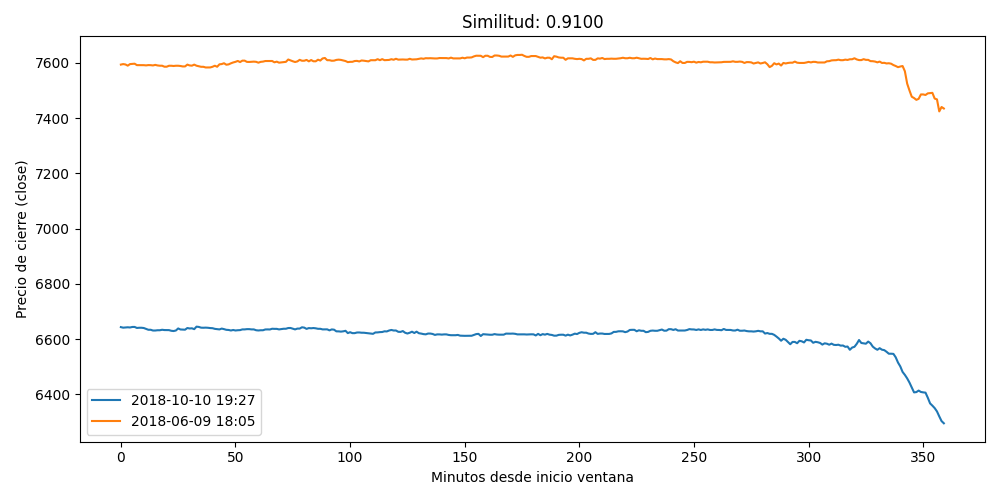 Similitud: 0.9100
Precio de cierre (close)
7600
7400
7200
7000
6800
6600
6400
2018-10-10 19:27
2018-06-09 18:05
0 50 100 150 200 250 300 350
Minutos desde inicio ventana